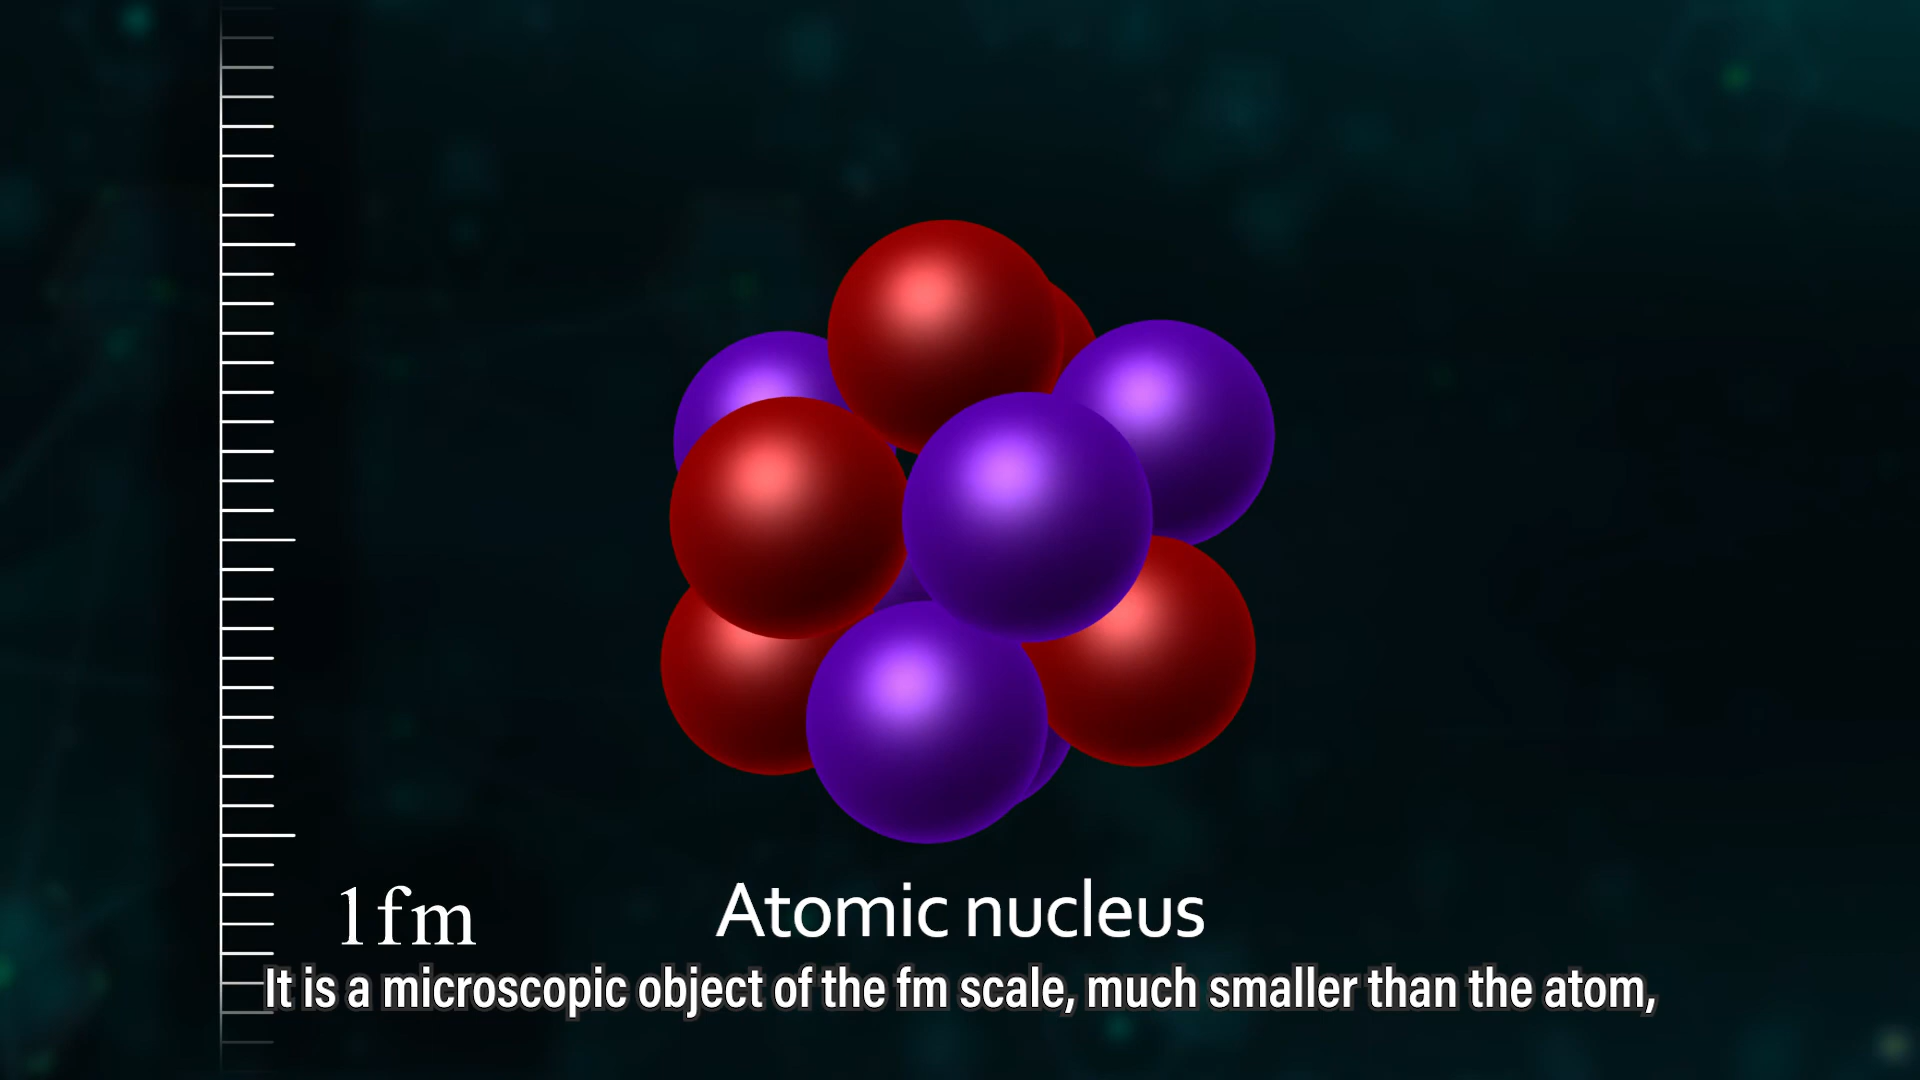 1fm
Atomic nucleus
It is a microscopic object of the fm scale, much smaller than the atom,